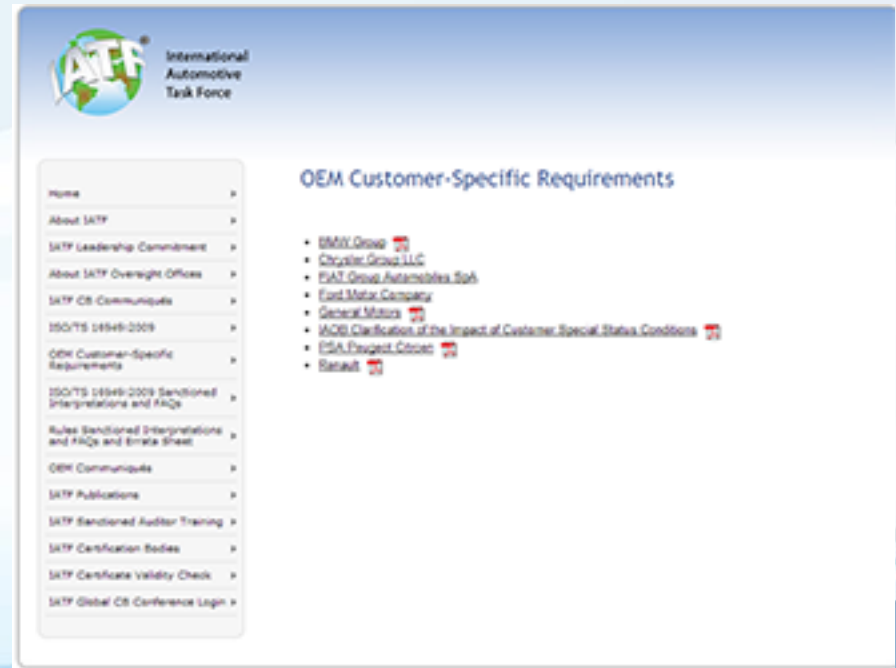 IATF
International
Automotive
Task Force
Home
About IATF
IATF Leadership Commitment
About IATF Oversight Offices
IATF CB Communiqués
ISO/TS 16949:2009
OEM Customer-Specific
Requirements
ISO/TS 16949:2009 Sanctioned
Interpretations and FAQs
Rules Sanctioned Interpretations
and FAQs and Errata Sheet
OEM Communiqués
IATF Publications
IATF Sanctioned Auditor Training
IATF Certification Bodies
IATF Certificate Validity Check
IATF Global CB Conference Login
OEM Customer-Specific Requirements
BMW Group
Chrysler Group LLC
FIAT Group Automobiles SpA
Ford Motor Company
General Motors
IAOB Clarification of the Impact of Customer Special Status Conditions
PSA Peugeot Citroen
Renault